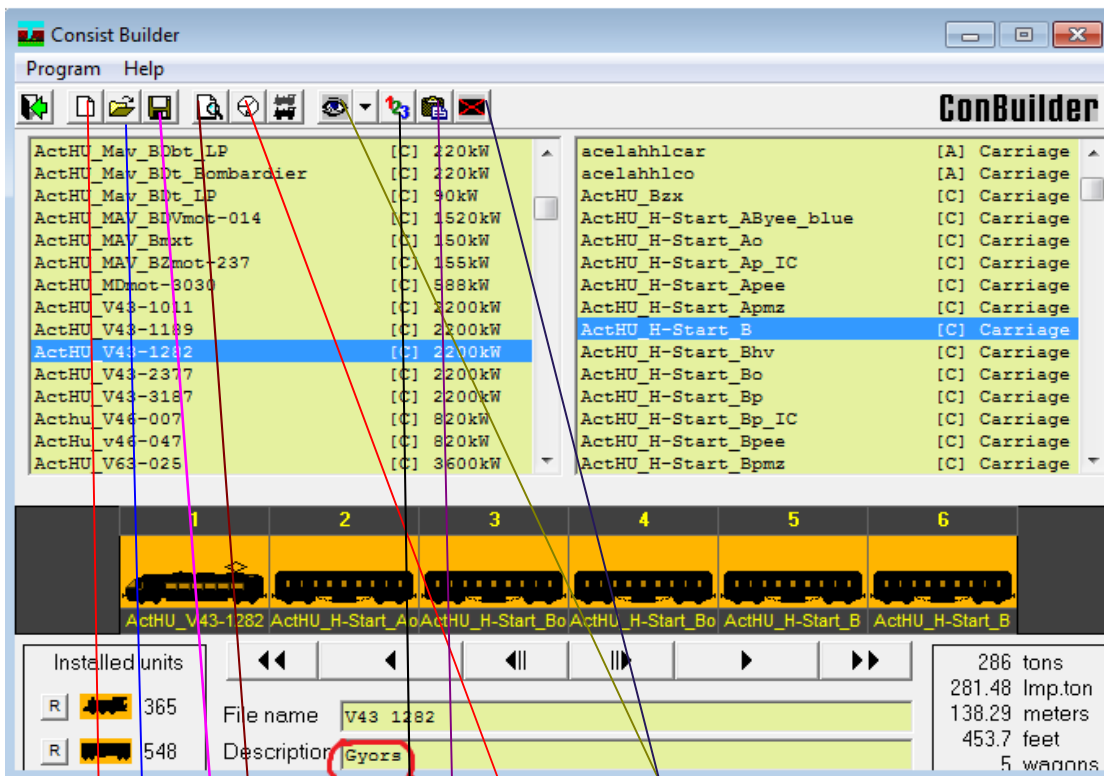 Consist Builder
Program Help
ConBuilder
ActHU_Mav_BDbt_LP [C] 220kW
ActHU_Mav_BDt_Bombardier [C] 220kW
ActHU_Mav_BDt_LP [C] 90kW
ActHU_MAV_BDVmot-014 [C] 1520kW
ActHU_MAV_Bmxt [C] 150kW
ActHU_MAV_BZmot-237 [C] 155kW
ActHU_MDmot-3030 [C] 588kW
ActHU_V43-1011 [C] 2200kW
ActHU_V43-1189 [C] 2200kW
ActHU_V43-1282 [C] 2200kW
ActHU_V43-2377 [C] 2200kW
ActHU_V43-3187 [C] 2200kW
Acthu_V46-007 [C] 820kW
ActHu_v46-047 [C] 820kW
ActHU_V63-025 [C] 3600kW
acelahhlcar [A] Carriage
acelahhlco [A] Carriage
ActHU_Bzx [C] Carriage
ActHU_H-Start_AByee_blue [C] Carriage
ActHU_H-Start_Ao [C] Carriage
ActHU_H-Start_Ap_IC [C] Carriage
ActHU_H-Start_Apee [C] Carriage
ActHU_H-Start_Apmz [C] Carriage
ActHU_H-Start_B [C] Carriage
ActHU_H-Start_Bhv [C] Carriage
ActHU_H-Start_Bo [C] Carriage
ActHU_H-Start_Bp [C] Carriage
ActHU_H-Start_Bp_IC [C] Carriage
ActHU_H-Start_Bpee [C] Carriage
ActHU_H-Start_Bpmz [C] Carriage
1 2 3 4 5 6
ActHU_V43-1282 ActHU_H-Start_Ao ActHU_H-Start_Bo ActHU_H-Start_Bo ActHU_H-Start_B ActHU_H-Start_B
Installed units
R 365
R 548
File name V43 1282
Description Gyors
286 tons
281.48 Imp.ton
138.29 meters
453.7 feet
5 wagons